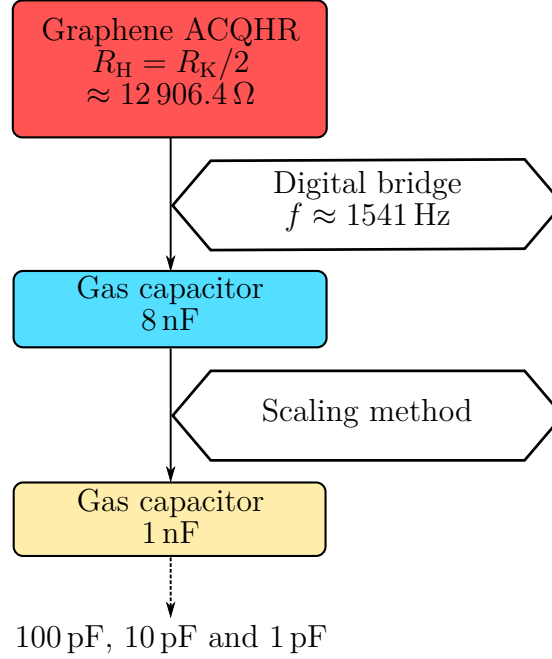 Graphene ACQHR
R_H = R_K/2
≈ 12 906.4 Ω
Digital bridge
f ≈ 1541 Hz
Gas capacitor
8 nF
Scaling method
Gas capacitor
1 nF
100 pF, 10 pF and 1 pF